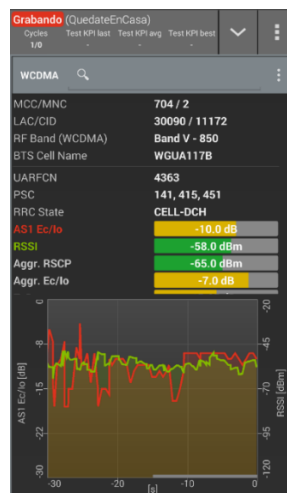 Grabando (QuedateEnCasa)
Cycles Test KPI last Test KPI avg Test KPI best
1/0 - - -
WCDMA
MCC/MNC 704 / 2
LAC/CID 30090 / 11172
RF Band (WCDMA) Band V - 850
BTS Cell Name WGUA117B
UARFCN 4363
PSC 141, 415, 451
RRC State CELL-DCH
AS1 Ec/Io -10.0 dB
RSSI -58.0 dBm
Aggr. RSCP -65.0 dBm
Aggr. Ec/Io -7.0 dB
AS1 Ec/Io [dB]
0 -8 -15 -22 -30
RSSI [dBm]
-20 -45 -70 -95 -120
-30 -20 -10 0
[s]